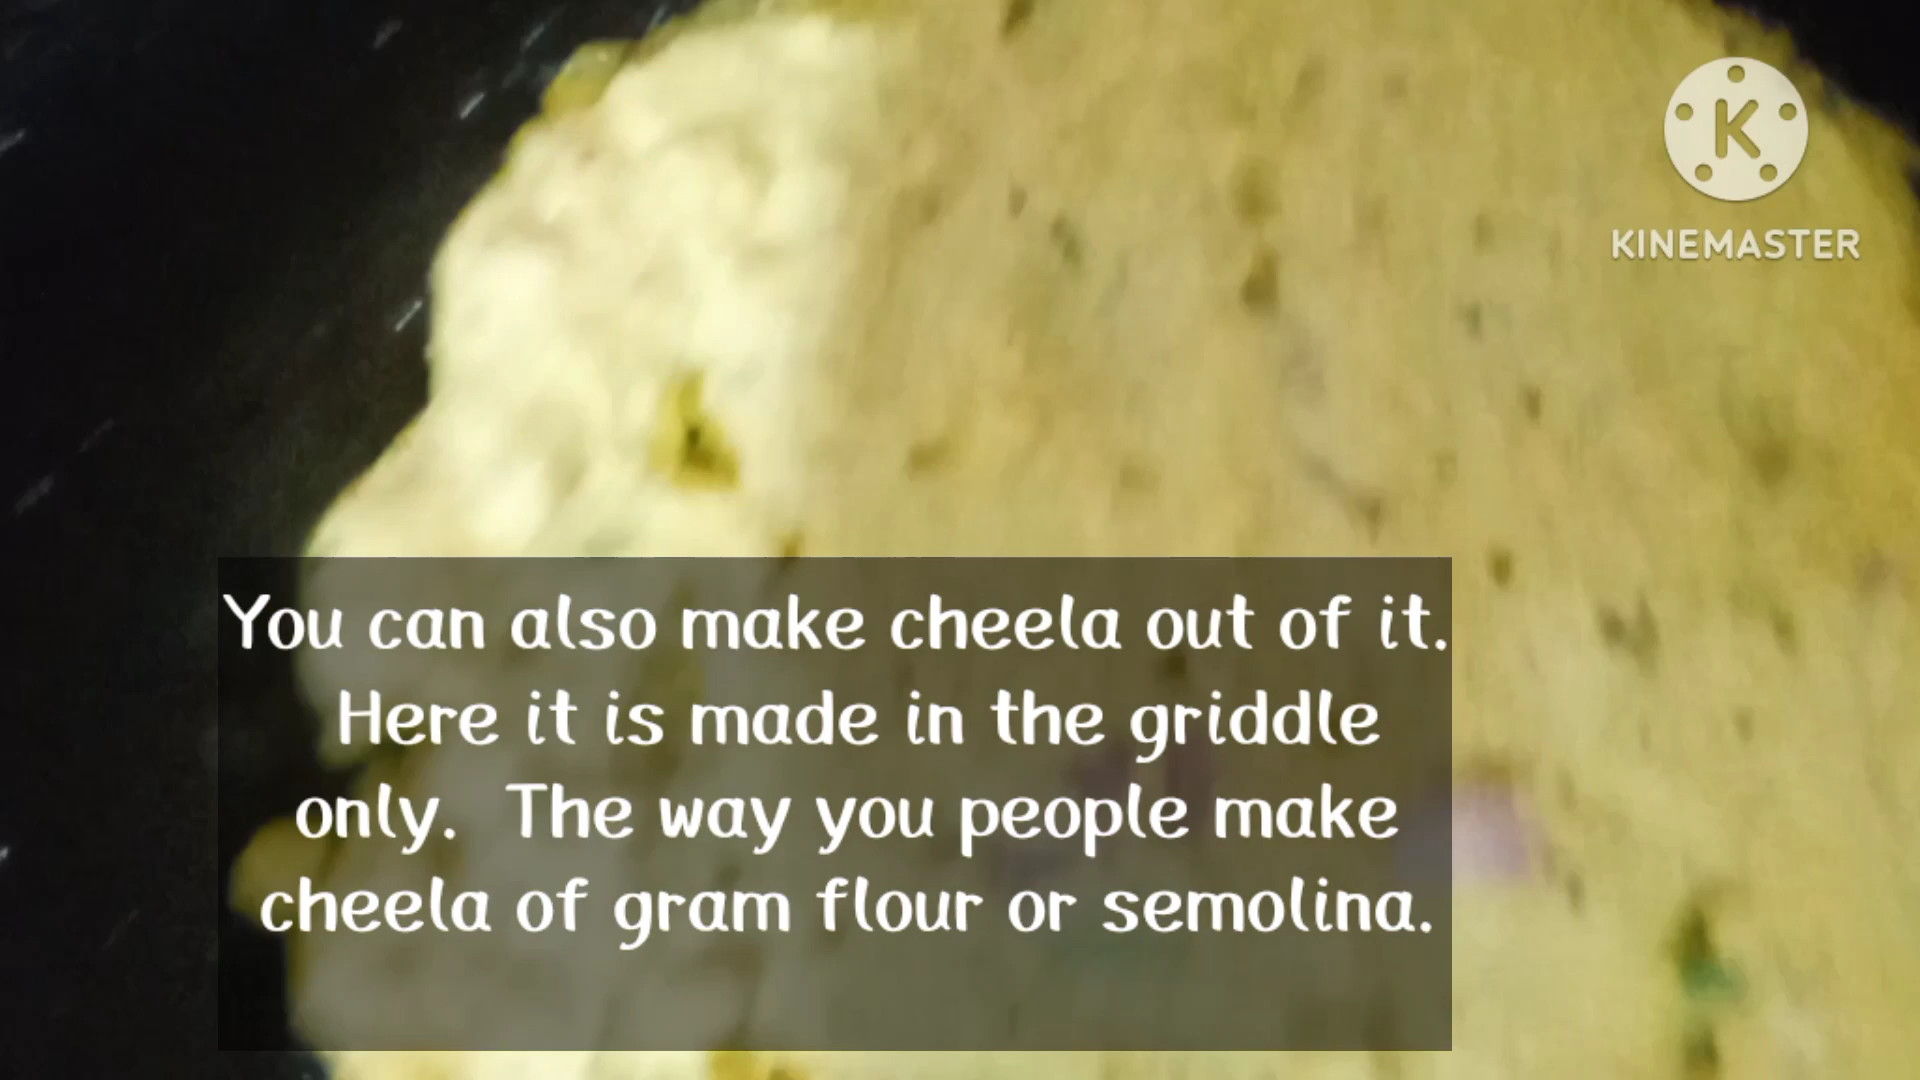 K
KINEMASTER
You can also make cheela out of it.
Here it is made in the griddle
only. The way you people make
cheela of gram flour or semolina.